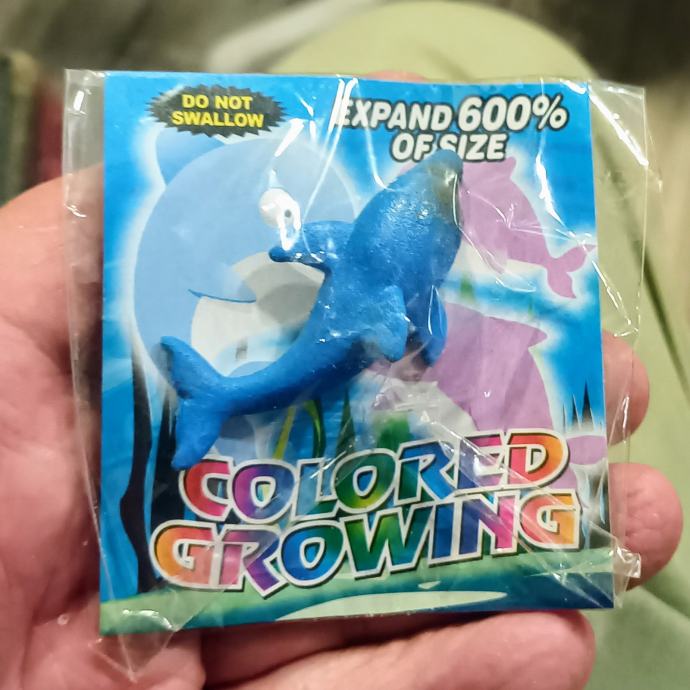 DO NOT
SWALLOW
EXPAND 600%
OF SIZE
COLORED
GROWING